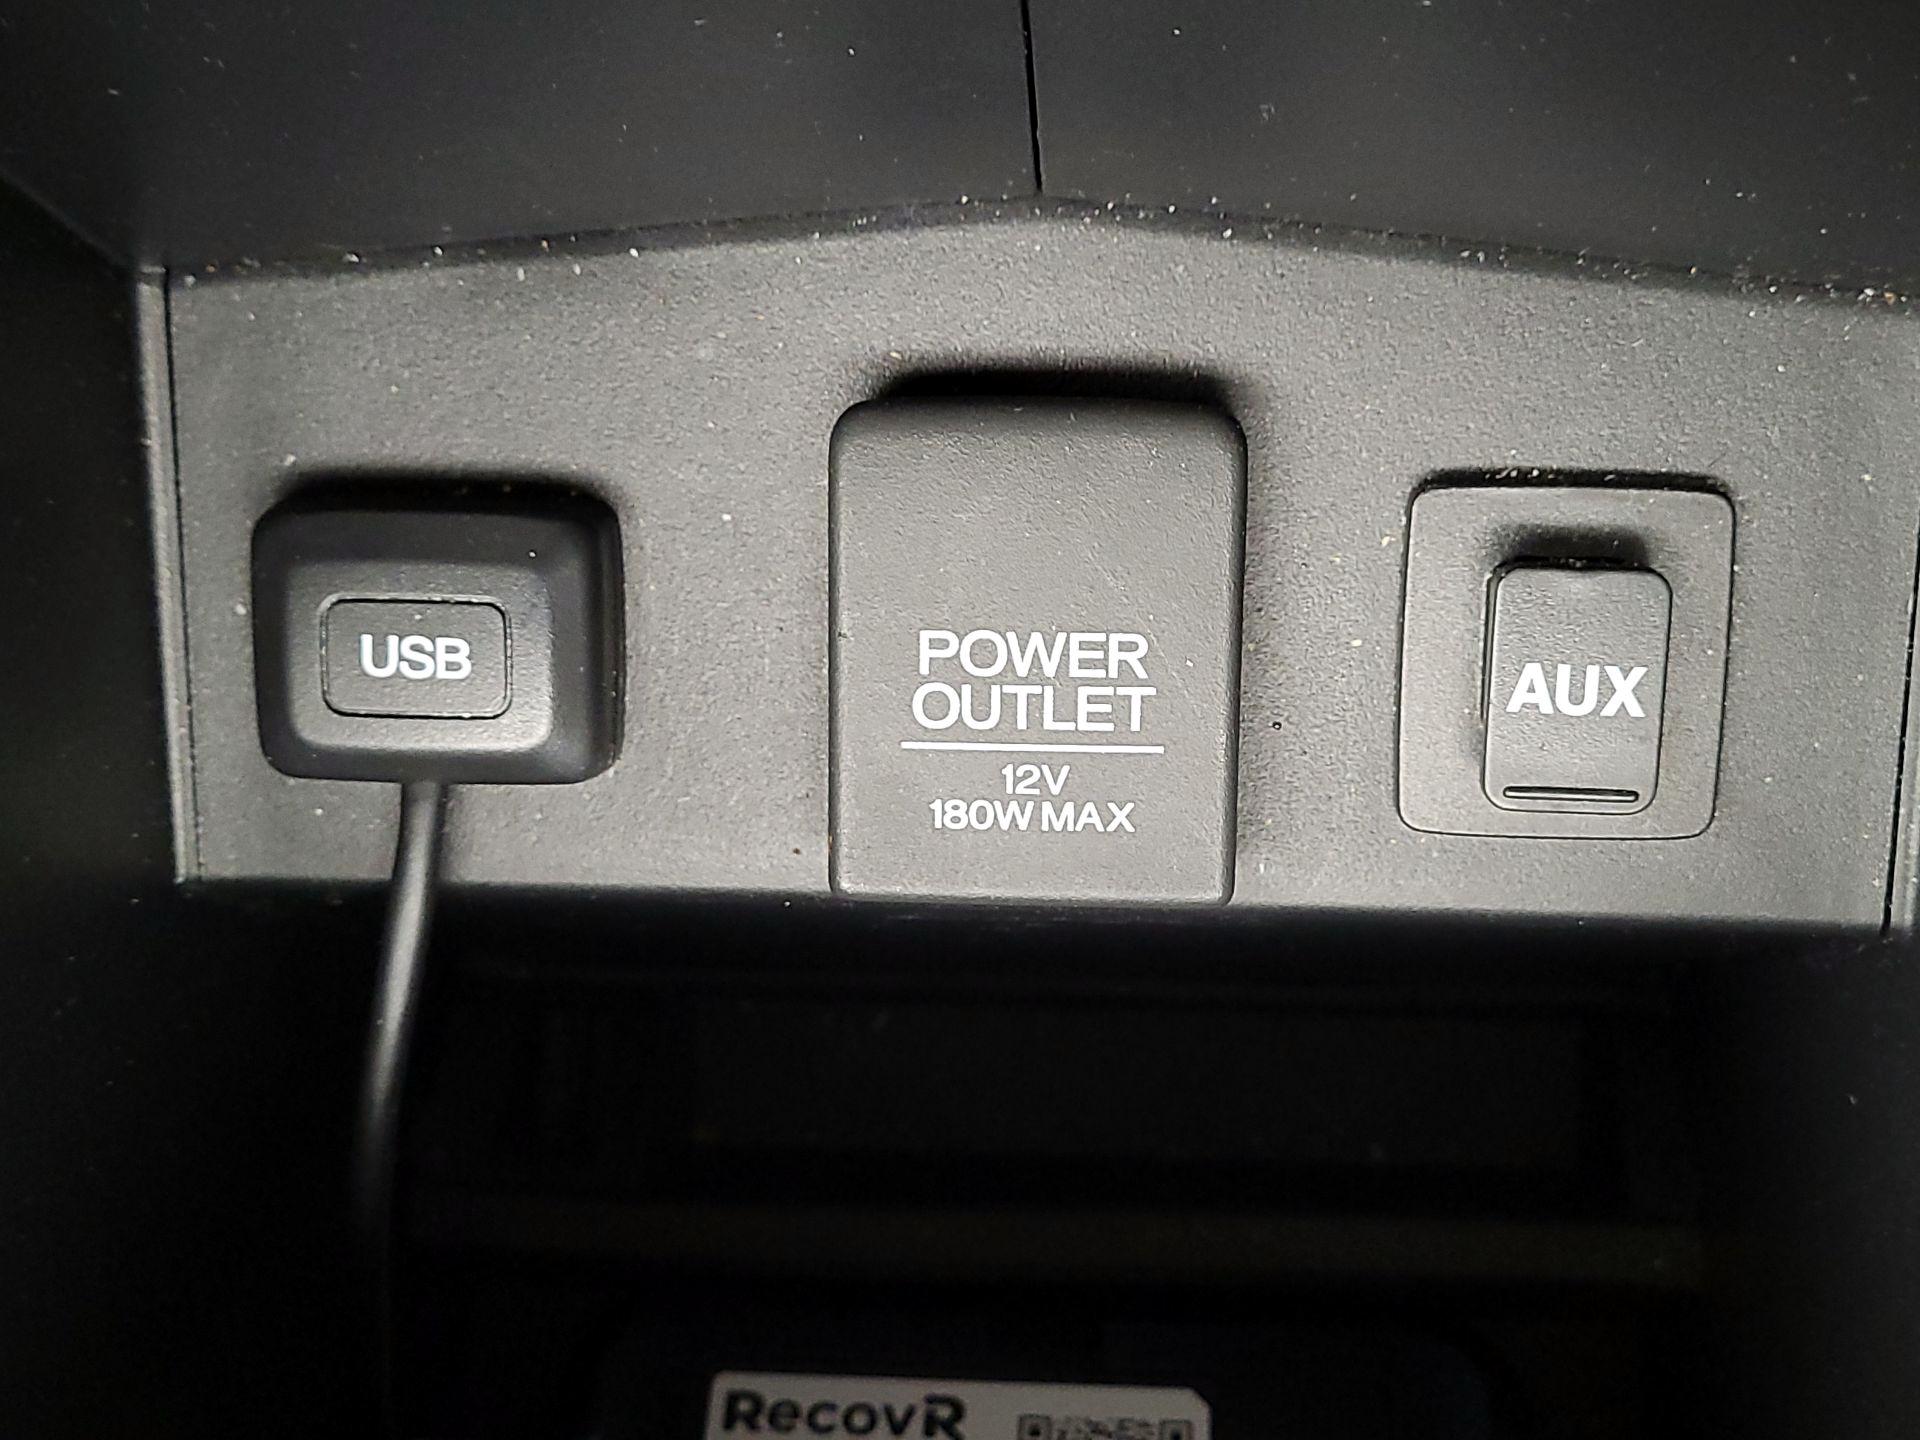 USB
POWER
OUTLET
12V
180W MAX
AUX
RecovR